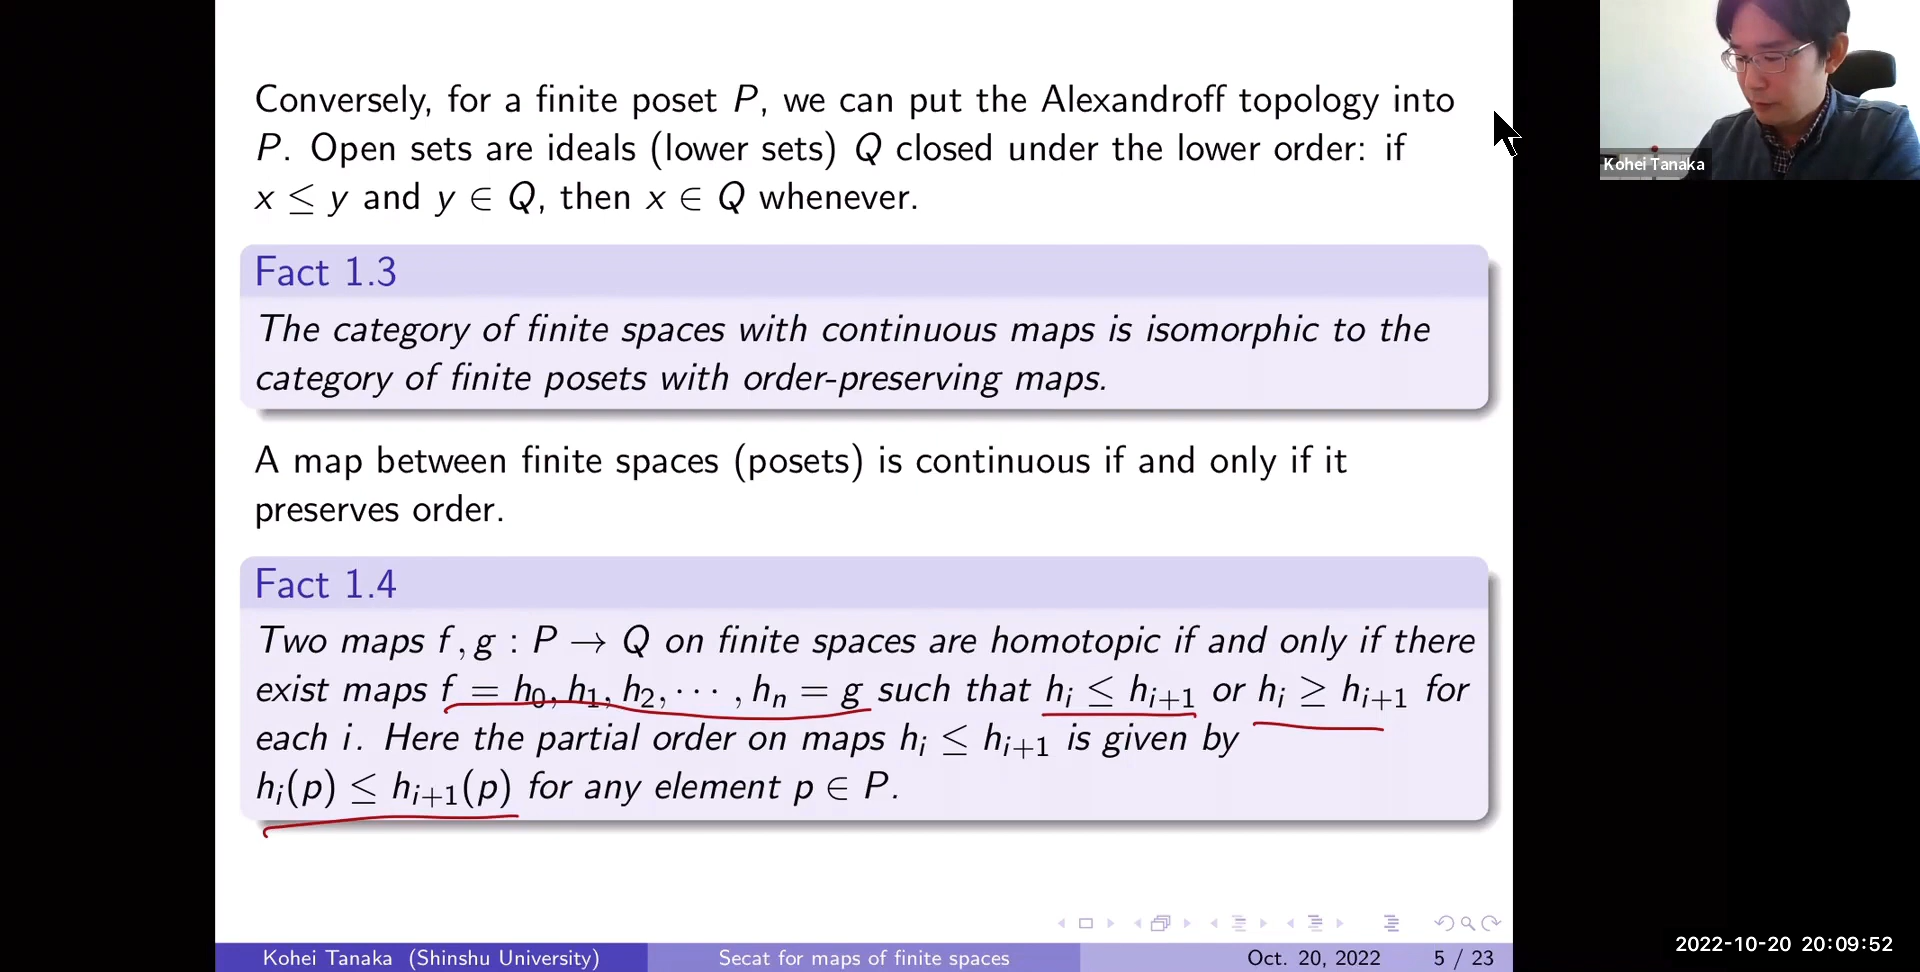 Conversely, for a finite poset P, we can put the Alexandroff topology into
P. Open sets are ideals (lower sets) Q closed under the lower order: if
x ≤ y and y ∈ Q, then x ∈ Q whenever.
Fact 1.3
The category of finite spaces with continuous maps is isomorphic to the
category of finite posets with order-preserving maps.
A map between finite spaces (posets) is continuous if and only if it
preserves order.
Fact 1.4
Two maps f, g : P → Q on finite spaces are homotopic if and only if there
exist maps f = h₀, h₁, h₂, ⋯ , hₙ = g such that hᵢ ≤ hᵢ₊₁ or hᵢ ≥ hᵢ₊₁ for
each i. Here the partial order on maps hᵢ ≤ hᵢ₊₁ is given by
hᵢ(p) ≤ hᵢ₊₁(p) for any element p ∈ P.
Kohei Tanaka (Shinshu University) Secat for maps of finite spaces Oct. 20, 2022 5 / 23
Kohei Tanaka
2022-10-20 20:09:52